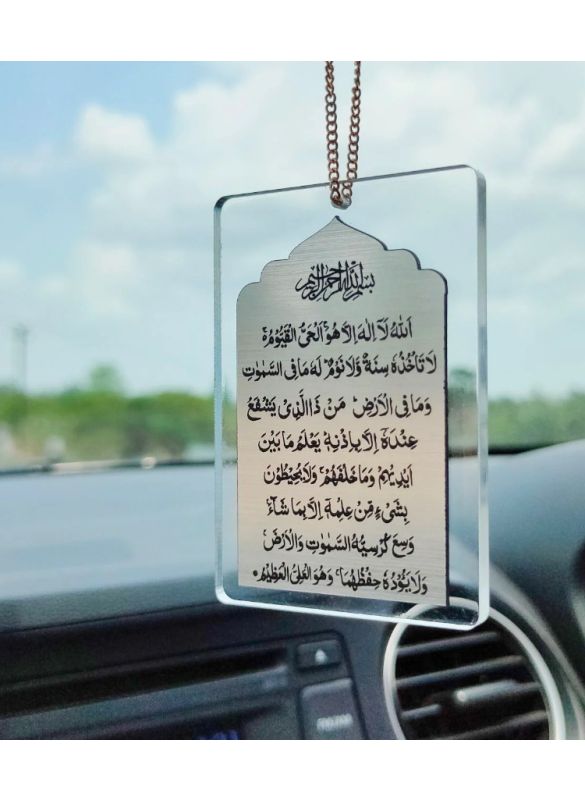 بسم الله الرحمن الرحيم
اَللّٰهُ لَآ اِلٰهَ اِلَّا هُوَ ۚ اَلْحَىُّ الْقَيُّوْمُ ۚ
لَا تَاْخُذُهٗ سِنَةٌ وَّلَا نَوْمٌ ؕ لَهٗ مَا فِى السَّمٰوٰتِ
وَمَا فِى الْاَرْضِ ؕ مَنْ ذَا الَّذِىْ يَشْفَعُ
عِنْدَهٗۤ اِلَّا بِاِذْنِهٖ ؕ يَعْلَمُ مَا بَيْنَ
اَيْدِيْهِمْ وَمَا خَلْفَهُمْ ۚ وَلَا يُحِيْطُوْنَ
بِشَىْءٍ مِّنْ عِلْمِهٖۤ اِلَّا بِمَا شَآءَ ۚ
وَسِعَ كُرْسِيُّهُ السَّمٰوٰتِ وَالْاَرْضَ ۚ
وَلَا يَئُوْدُهٗ حِفْظُهُمَا ۚ وَهُوَ الْعَلِىُّ الْعَظِيْمُ